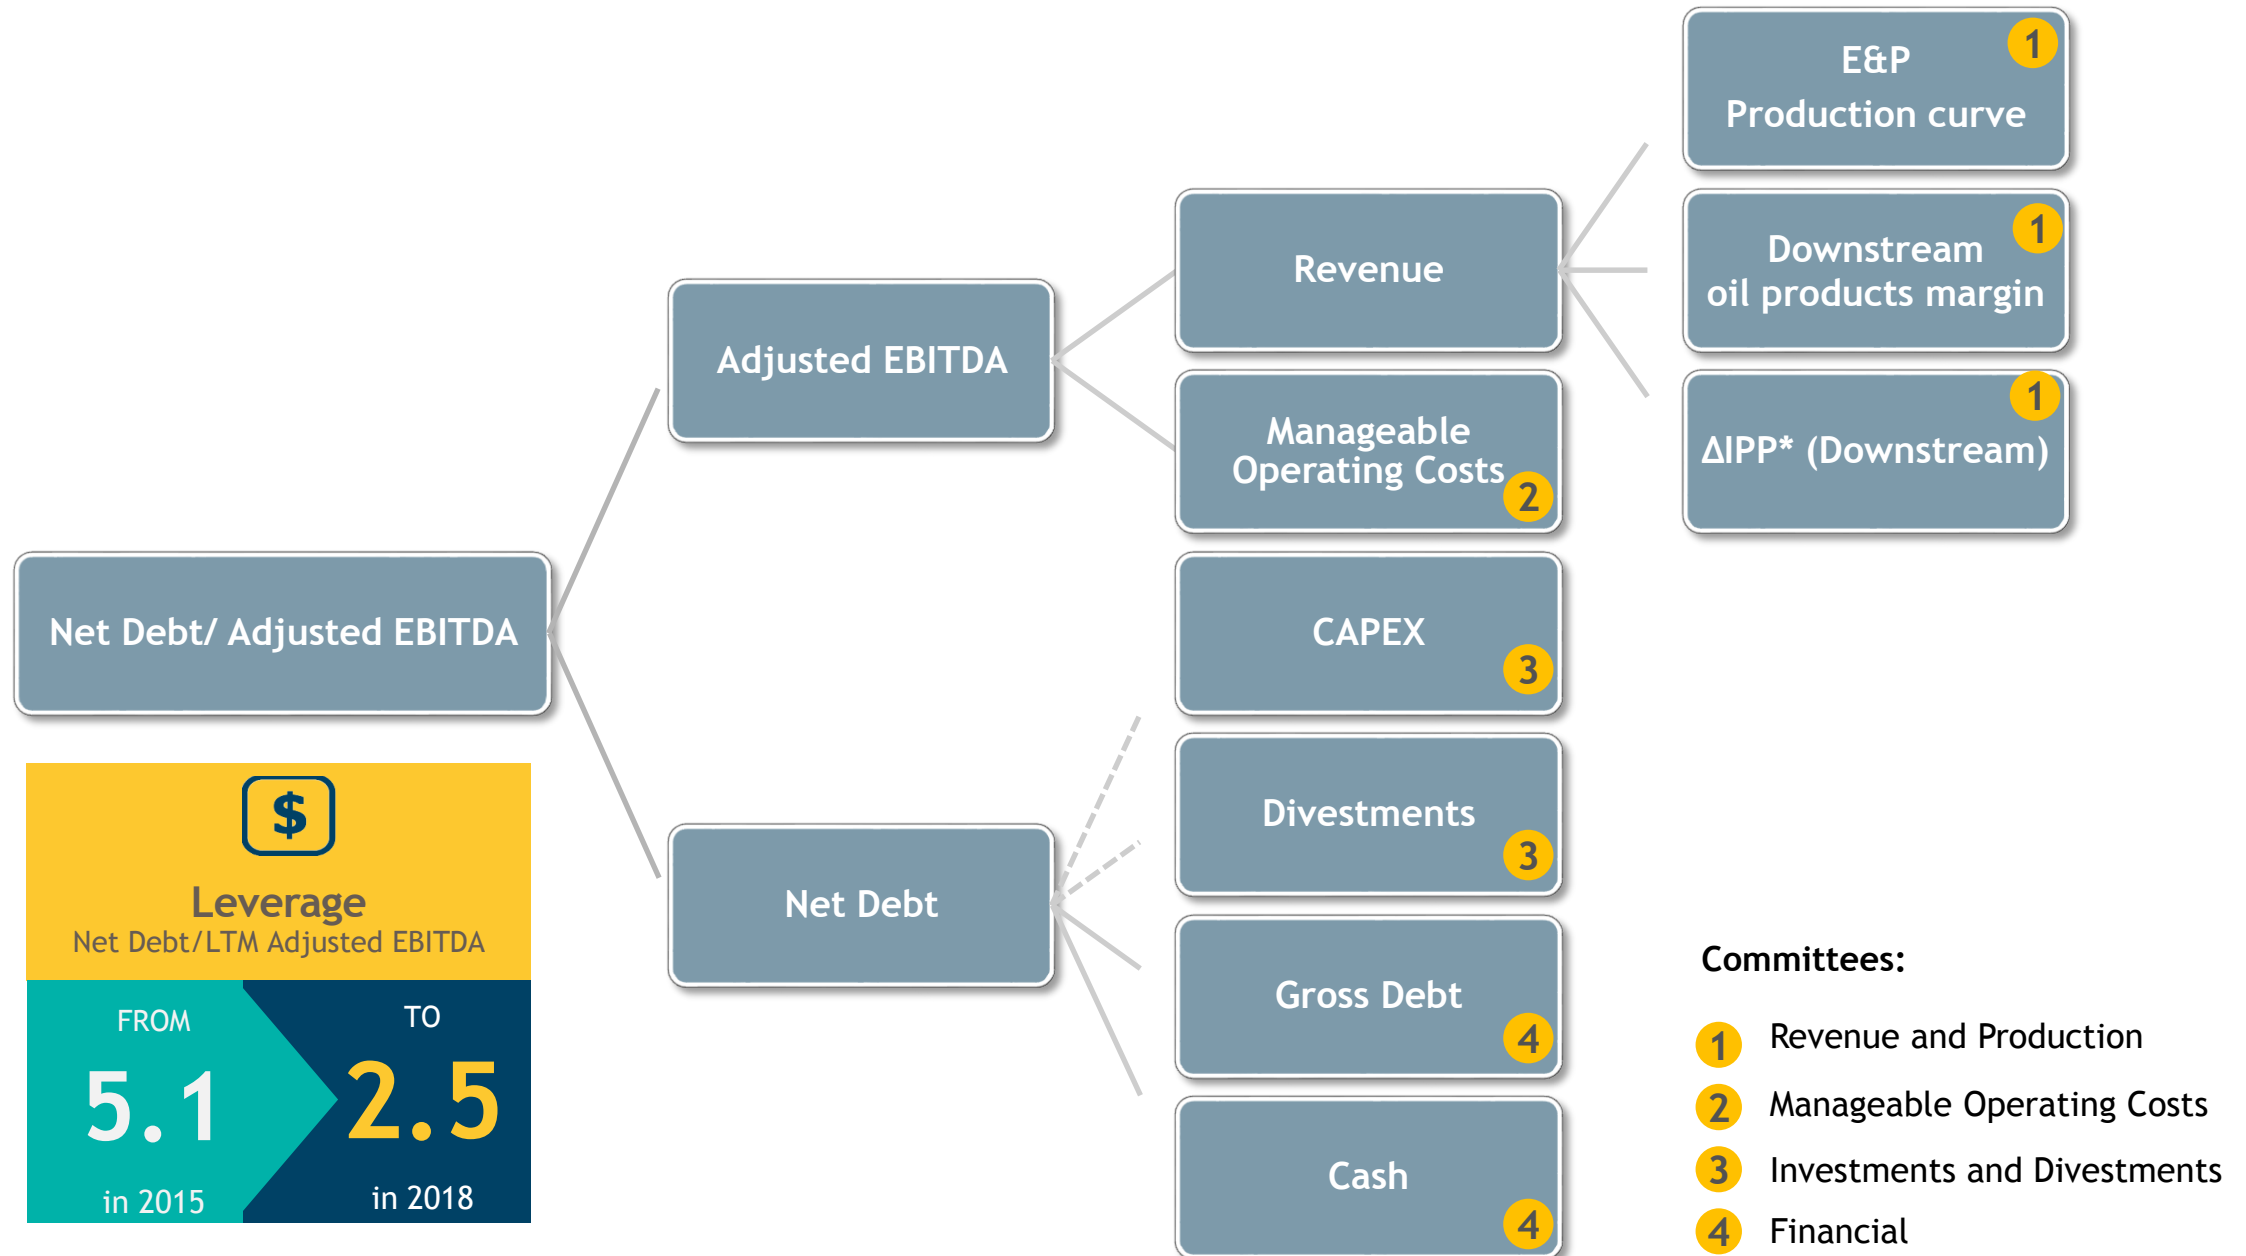 E&P
Production curve
1
Downstream
oil products margin
1
ΔIPP* (Downstream)
1
Revenue
Manageable
Operating Costs
2
Adjusted EBITDA
Net Debt/ Adjusted EBITDA
CAPEX
3
Divestments
3
Net Debt
Gross Debt
4
Cash
4
$
Leverage
Net Debt/LTM Adjusted EBITDA
FROM
5.1
in 2015
TO
2.5
in 2018
Committees:
1 Revenue and Production
2 Manageable Operating Costs
3 Investments and Divestments
4 Financial